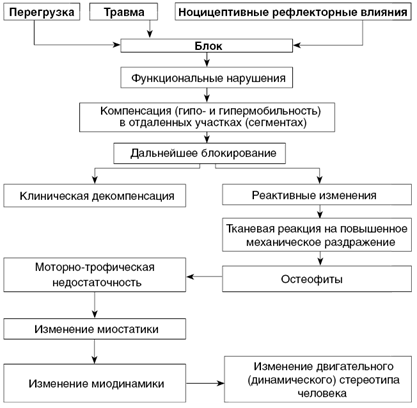 Перегрузка
Травма
Ноцицептивные рефлекторные влияния
Блок
Функциональные нарушения
Компенсация (гипо- и гипермобильность)
в отдаленных участках (сегментах)
Дальнейшее блокирование
Клиническая декомпенсация
Реактивные изменения
Тканевая реакция на повышенное
механическое раздражение
Моторно-трофическая
недостаточность
Остеофиты
Изменение миостатики
Изменение миодинамики
Изменение двигательного
(динамического) стереотипа
человека